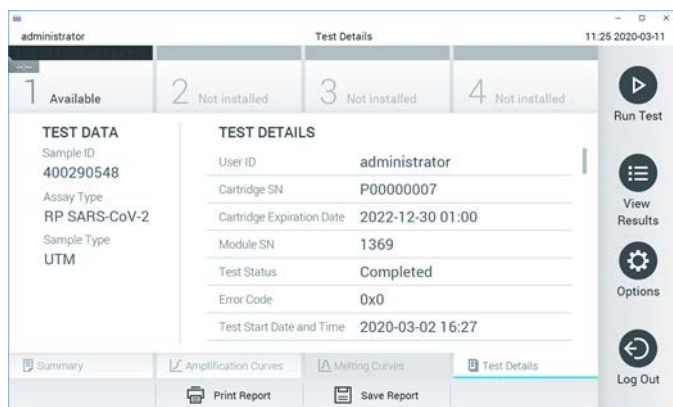 administrator Test Details 11:25 2020-03-11
1 Available 2 Not installed 3 Not installed 4 Not installed
Run Test
View
Results
Options
Log Out
TEST DATA
Sample ID
400290548
Assay Type
RP SARS-CoV-2
Sample Type
UTM
TEST DETAILS
User ID administrator
Cartridge SN P00000007
Cartridge Expiration Date 2022-12-30 01:00
Module SN 1369
Test Status Completed
Error Code 0x0
Test Start Date and Time 2020-03-02 16:27
Summary Amplification Curves Melting Curves Test Details
Print Report Save Report